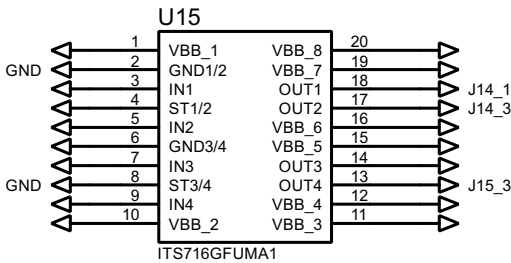 U15
1 VBB_1 VBB_8 20
GND 2 GND1/2 VBB_7 19
3 IN1 OUT1 18 J14_1
4 ST1/2 OUT2 17 J14_3
5 IN2 VBB_6 16
6 GND3/4 VBB_5 15
7 IN3 OUT3 14
GND 8 ST3/4 OUT4 13 J15_3
9 IN4 VBB_4 12
10 VBB_2 VBB_3 11
ITS716GFUMA1